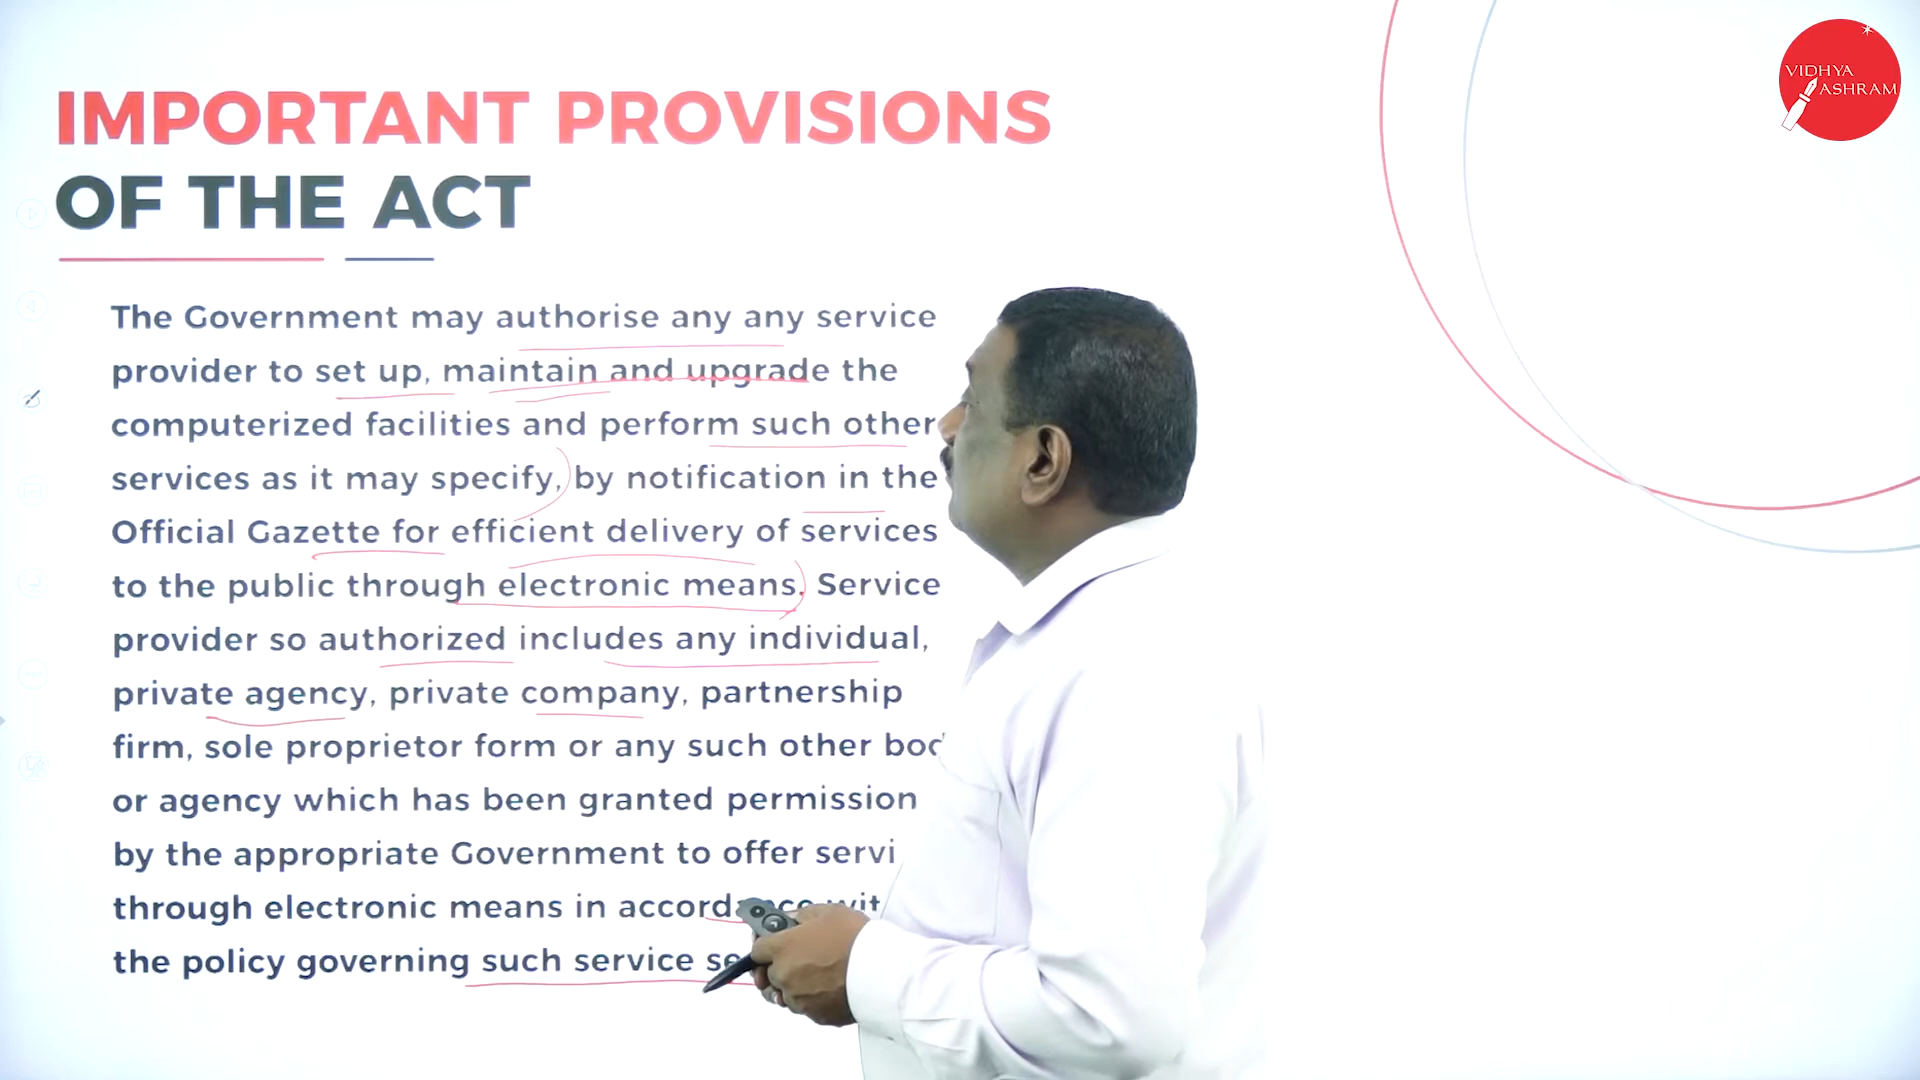 VIDHYA
ASHRAM
IMPORTANT PROVISIONS
OF THE ACT
The Government may authorise any any service
provider to set up, maintain and upgrade the
computerized facilities and perform such other
services as it may specify, by notification in the
Official Gazette for efficient delivery of services
to the public through electronic means. Service
provider so authorized includes any individual,
private agency, private company, partnership
firm, sole proprietor form or any such other
or agency which has been granted permission
by the appropriate Government to offer
through electronic means in
the policy governing such service